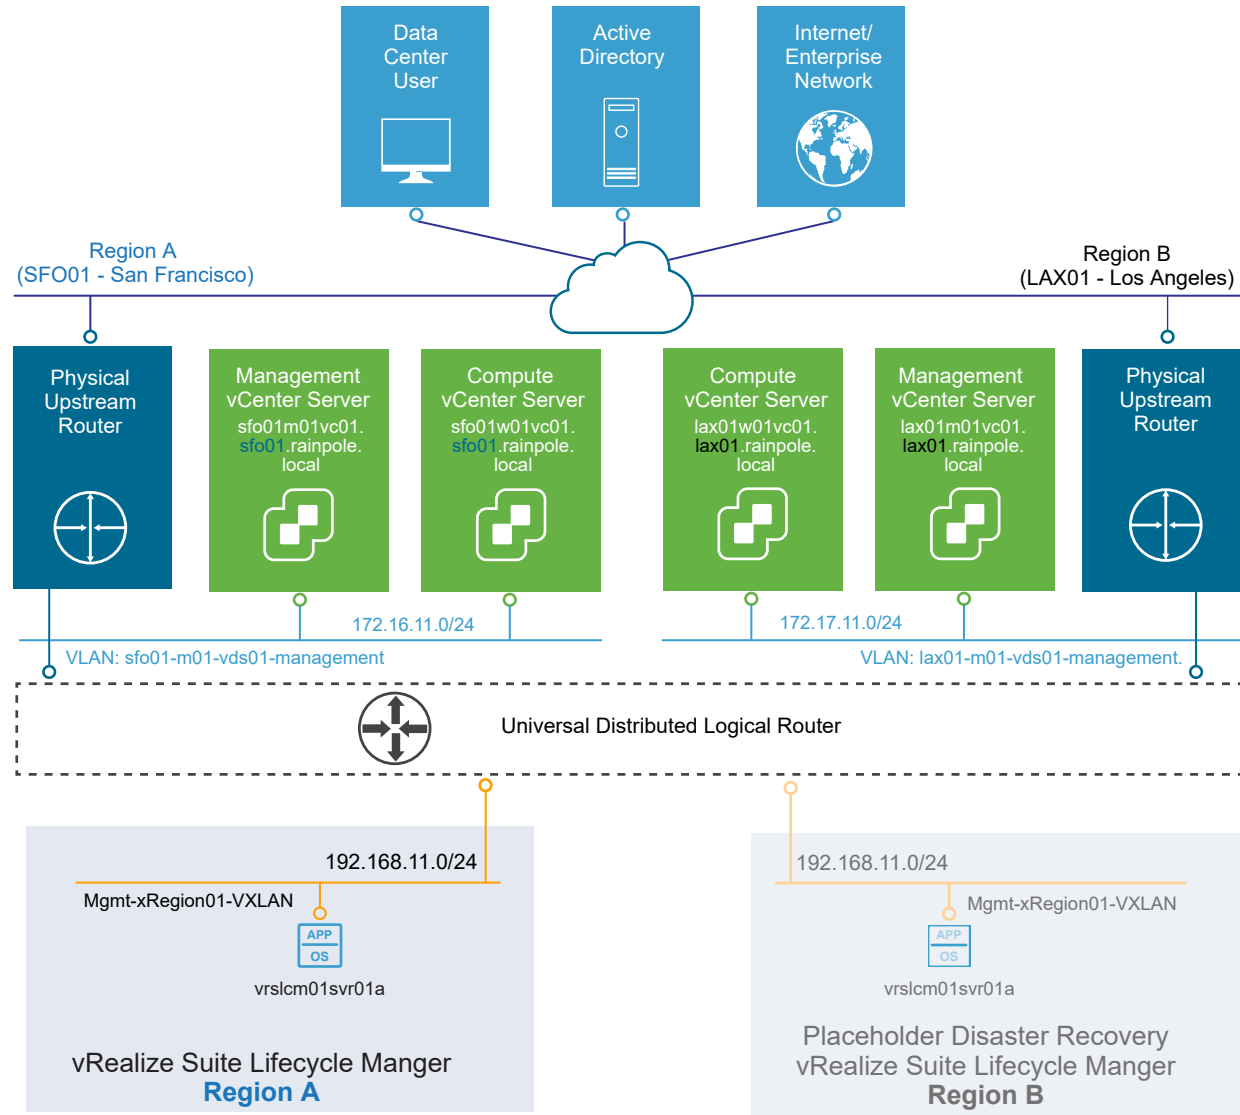 Data
Center
User
Active
Directory
Internet/
Enterprise
Network
Region A
(SFO01 - San Francisco)
Region B
(LAX01 - Los Angeles)
Physical
Upstream
Router
Management
vCenter Server
sfo01m01vc01.
sfo01.rainpole.
local
Compute
vCenter Server
sfo01w01vc01.
sfo01.rainpole.
local
Compute
vCenter Server
lax01w01vc01.
lax01.rainpole.
local
Management
vCenter Server
lax01m01vc01.
lax01.rainpole.
local
Physical
Upstream
Router
172.16.11.0/24
VLAN: sfo01-m01-vds01-management
172.17.11.0/24
VLAN: lax01-m01-vds01-management.
Universal Distributed Logical Router
192.168.11.0/24
Mgmt-xRegion01-VXLAN
APP
OS
vrslcm01svr01a
vRealize Suite Lifecycle Manger
Region A
192.168.11.0/24
Mgmt-xRegion01-VXLAN
APP
OS
vrslcm01svr01a
Placeholder Disaster Recovery
vRealize Suite Lifecycle Manger
Region B